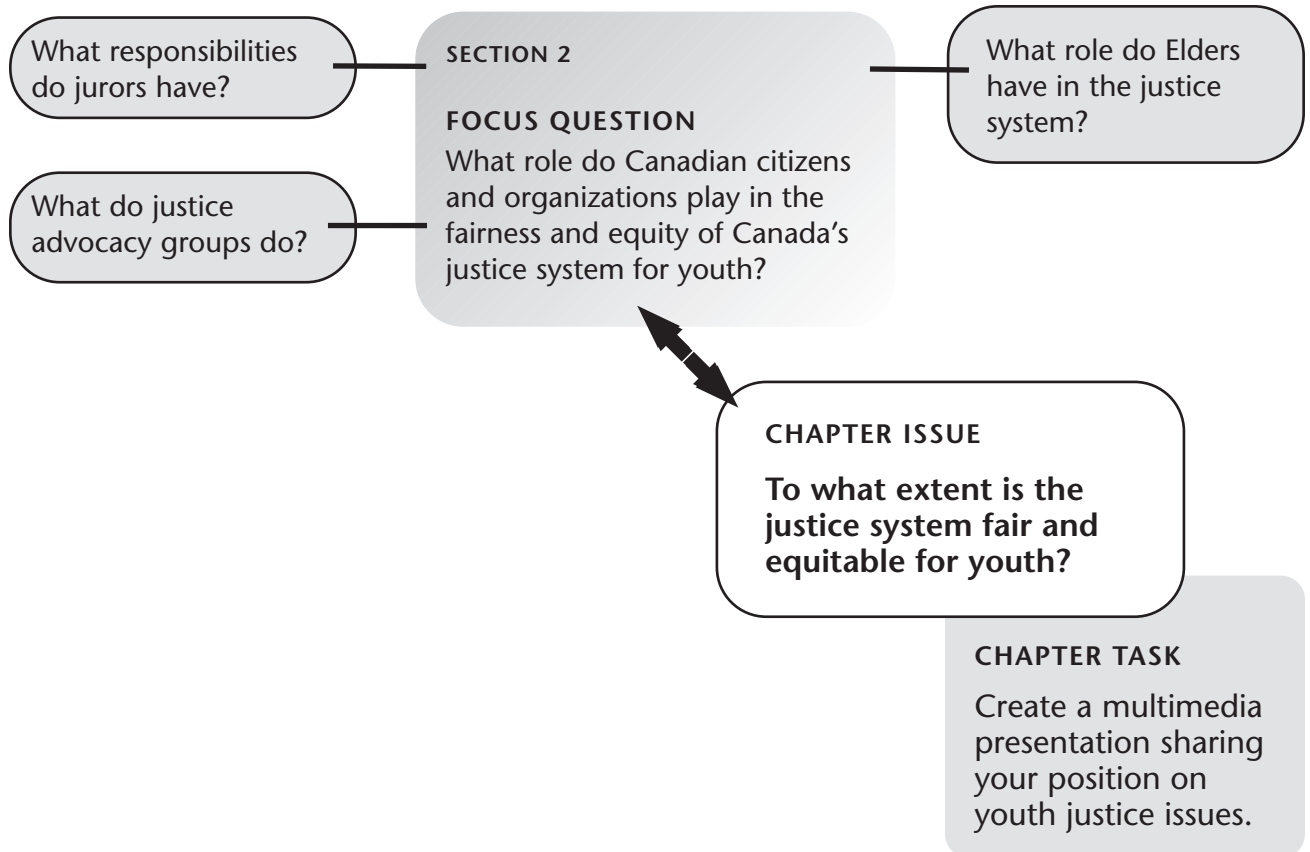 What responsibilities
do jurors have?
What do justice
advocacy groups do?
SECTION 2
FOCUS QUESTION
What role do Canadian citizens
and organizations play in the
fairness and equity of Canada's
justice system for youth?
What role do Elders
have in the justice
system?
CHAPTER ISSUE
To what extent is the
justice system fair and
equitable for youth?
CHAPTER TASK
Create a multimedia
presentation sharing
your position on
youth justice issues.